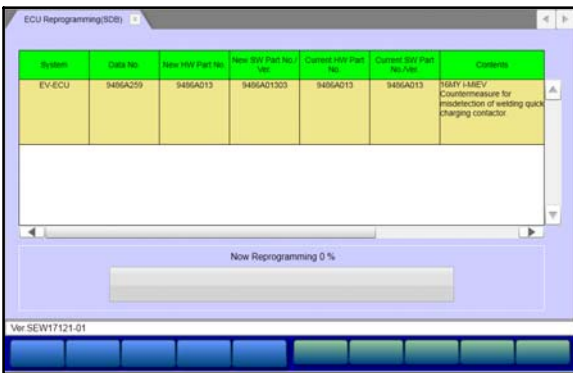 ECU Reprogramming(SDB)
System Data No. New HW Part No. New SW Part No./Ver. Current HW Part No. Current SW Part No./Ver. Contents
EV-ECU 9486A259 9486A013 9486A01303 9486A013 9486A013 16MY i-MiEV
Countermeasure for
misdetection of welding quick
charging contactor.
Now Reprogramming 0 %
Ver.SEW17121-01